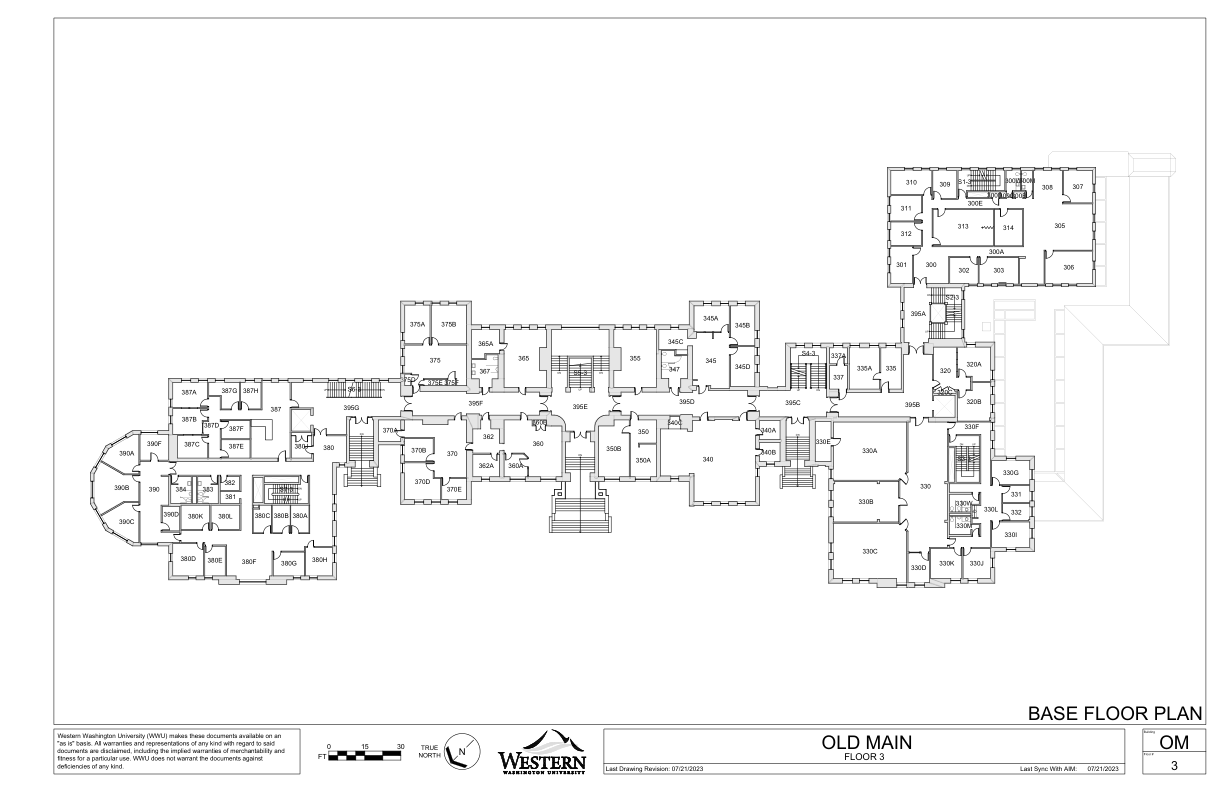 310
309
S1-3
308
307
311
300E
312
313
314
305
300A
301
300
302
303
306
S2-3
395A
375A
375B
345A
345B
365A
365
S5-3
355
345C
345
375
367
347
345D
S4-3
337A
337
335A
335
320
320A
375E
375F
387A
387G
387H
S6-3
395G
395F
395E
395D
395C
395B
320B
387
387B
387D
387F
387C
387E
380
390F
390A
370A
370B
370
362
360B
360
350
350B
350A
340C
340
340A
340B
330E
330A
330F
362A
360A
370D
370E
390B
390
384
383
382
381
330
330G
331
330B
330W
330L
332
390C
390D
380K
380L
380C
380B
380A
330M
330I
380D
380E
380F
380G
380H
330C
330D
330K
330J
BASE FLOOR PLAN
Western Washington University (WWU) makes these documents available on an
"as is" basis. All warranties and representations of any kind with regard to said
documents are disclaimed, including the implied warranties of merchantability and
fitness for a particular use. WWU does not warrant the documents against
deficiencies of any kind.
0 15 30
FT
TRUE
NORTH
N
WESTERN
WASHINGTON UNIVERSITY
OLD MAIN
FLOOR 3
Last Drawing Revision: 07/21/2023
Last Sync With AIM: 07/21/2023
Building
OM
Floor
3